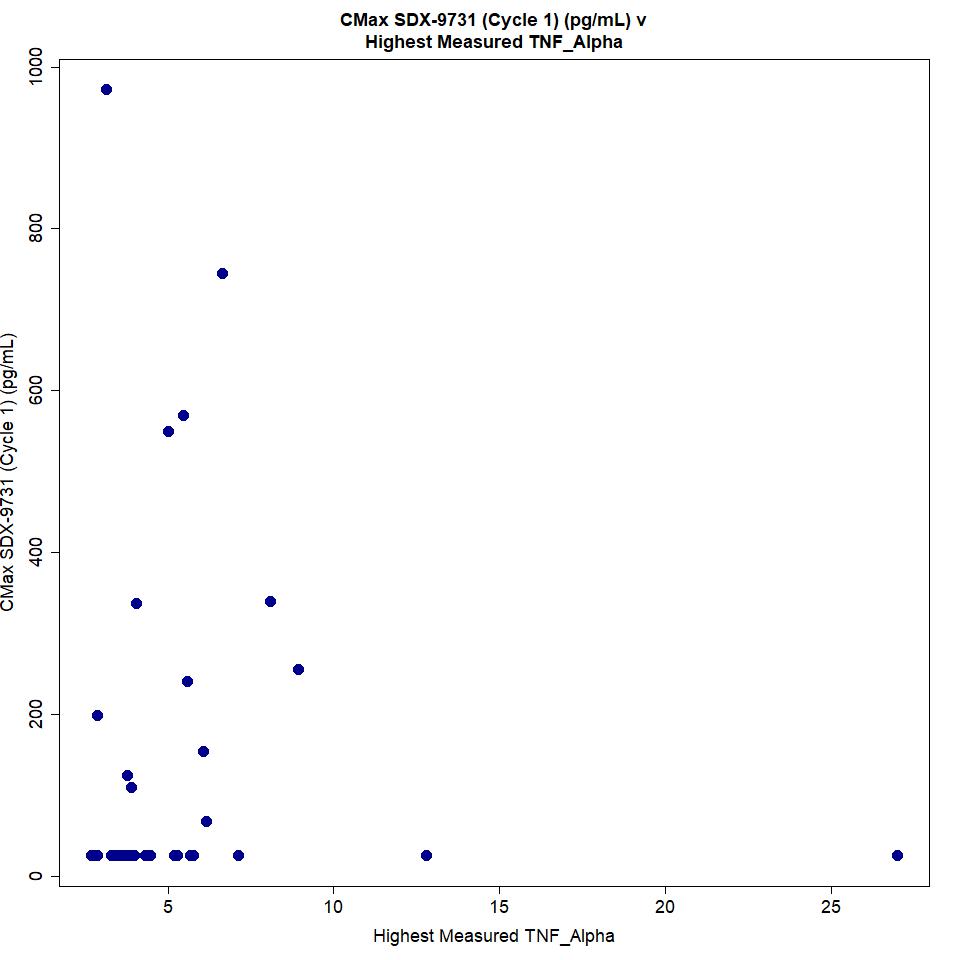 CMax SDX-9731 (Cycle 1) (pg/mL) v
Highest Measured TNF_Alpha
1000
800
600
400
200
0
CMax SDX-9731 (Cycle 1) (pg/mL)
5
10
15
20
25
Highest Measured TNF_Alpha